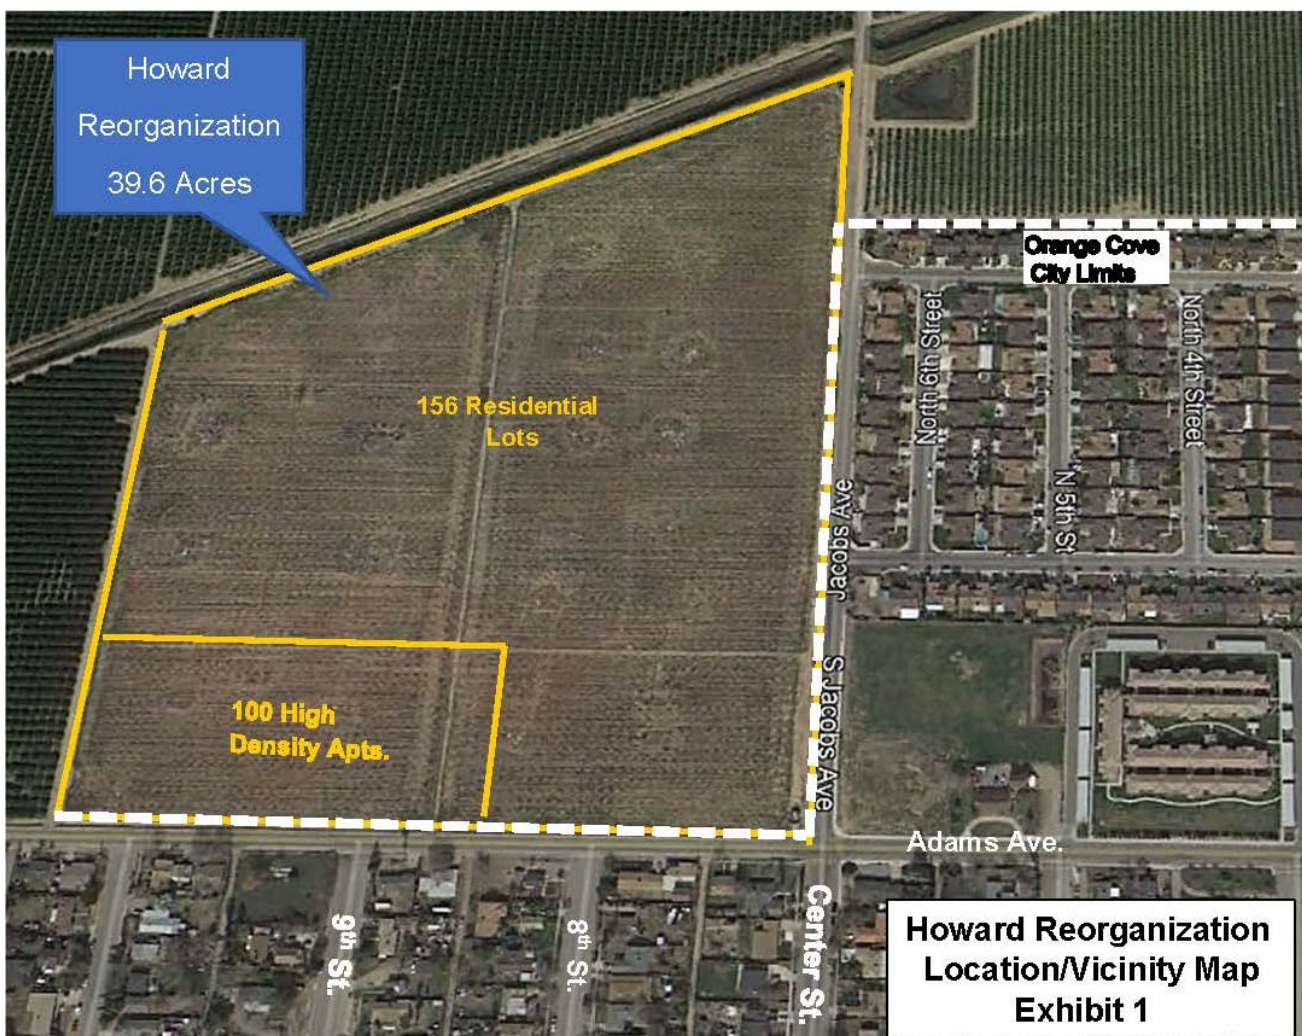 Howard
Reorganization
39.6 Acres
Orange Cove
City Limits
North 6th Street
North 4th Street
156 Residential
Lots
N 5th St
Jacobs Ave
S Jacobs Ave
100 High
Density Apts.
Adams Ave.
9th St.
8th St.
Center St.
Howard Reorganization
Location/Vicinity Map
Exhibit 1